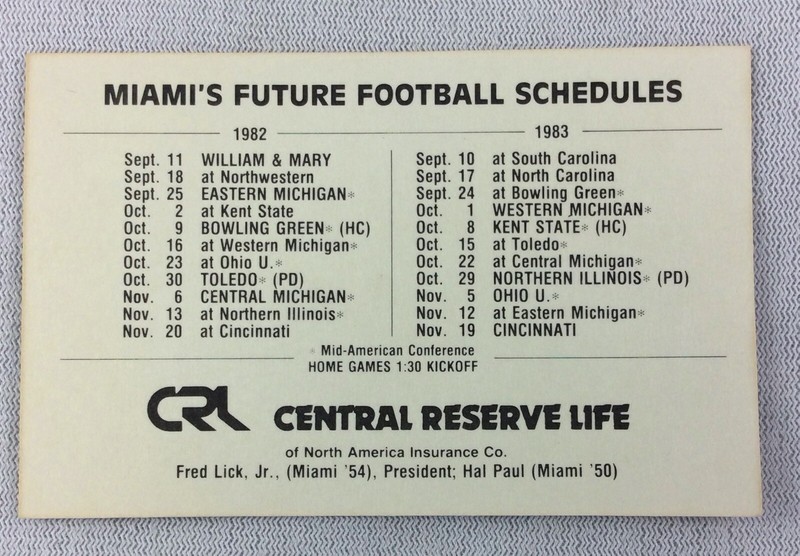 MIAMI'S FUTURE FOOTBALL SCHEDULES
1982
Sept. 11 WILLIAM & MARY
Sept. 18 at Northwestern
Sept. 25 EASTERN MICHIGAN*
Oct. 2 at Kent State
Oct. 9 BOWLING GREEN* (HC)
Oct. 16 at Western Michigan*
Oct. 23 at Ohio U.*
Oct. 30 TOLEDO* (PD)
Nov. 6 CENTRAL MICHIGAN*
Nov. 13 at Northern Illinois*
Nov. 20 at Cincinnati
1983
Sept. 10 at South Carolina
Sept. 17 at North Carolina
Sept. 24 at Bowling Green*
Oct. 1 WESTERN MICHIGAN*
Oct. 8 KENT STATE* (HC)
Oct. 15 at Toledo*
Oct. 22 at Central Michigan*
Oct. 29 NORTHERN ILLINOIS* (PD)
Nov. 5 OHIO U.*
Nov. 12 at Eastern Michigan*
Nov. 19 CINCINNATI
* Mid-American Conference
HOME GAMES 1:30 KICKOFF
CRL CENTRAL RESERVE LIFE
of North America Insurance Co.
Fred Lick, Jr., (Miami '54), President; Hal Paul (Miami '50)